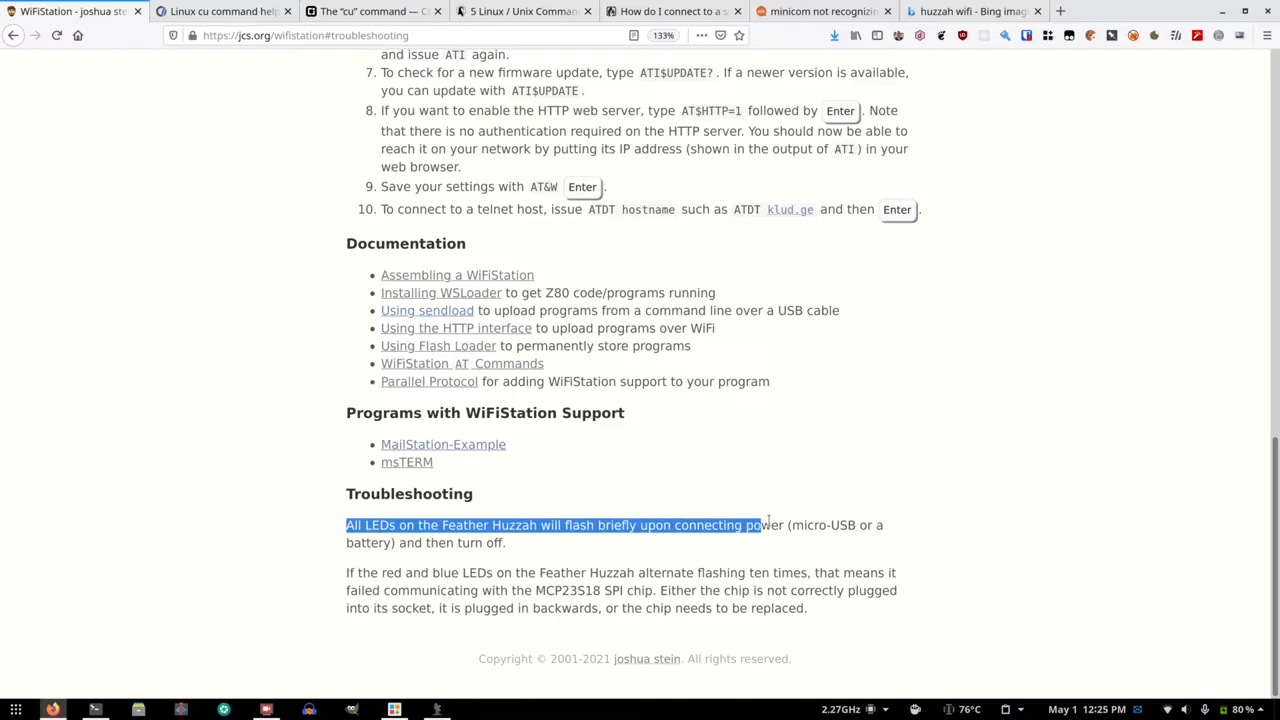 WiFiStation - joshua ste
Linux cu command help
The “cu” command — C
5 Linux / Unix Comman
How do I connect to a s
minicom not recognizin
huzzah wifi - Bing imag
https://jcs.org/wifistation#troubleshooting
133%
and issue ATI again.
7. To check for a new firmware update, type ATI$UPDATE?. If a newer version is available,
you can update with ATI$UPDATE.
8. If you want to enable the HTTP web server, type AT$HTTP=1 followed by Enter. Note
that there is no authentication required on the HTTP server. You should now be able to
reach it on your network by putting its IP address (shown in the output of ATI) in your
web browser.
9. Save your settings with AT&W Enter.
10. To connect to a telnet host, issue ATDT hostname such as ATDT klud.ge and then Enter.
Documentation
• Assembling a WiFiStation
• Installing WSLoader to get Z80 code/programs running
• Using sendload to upload programs from a command line over a USB cable
• Using the HTTP interface to upload programs over WiFi
• Using Flash Loader to permanently store programs
• WiFiStation AT Commands
• Parallel Protocol for adding WiFiStation support to your program
Programs with WiFiStation Support
• MailStation-Example
• msTERM
Troubleshooting
All LEDs on the Feather Huzzah will flash briefly upon connecting power (micro-USB or a
battery) and then turn off.
If the red and blue LEDs on the Feather Huzzah alternate flashing ten times, that means it
failed communicating with the MCP23S18 SPI chip. Either the chip is not correctly plugged
into its socket, it is plugged in backwards, or the chip needs to be replaced.
Copyright © 2001-2021 joshua stein. All rights reserved.
2.27GHz
76°C
May 1 12:25 PM
80 %